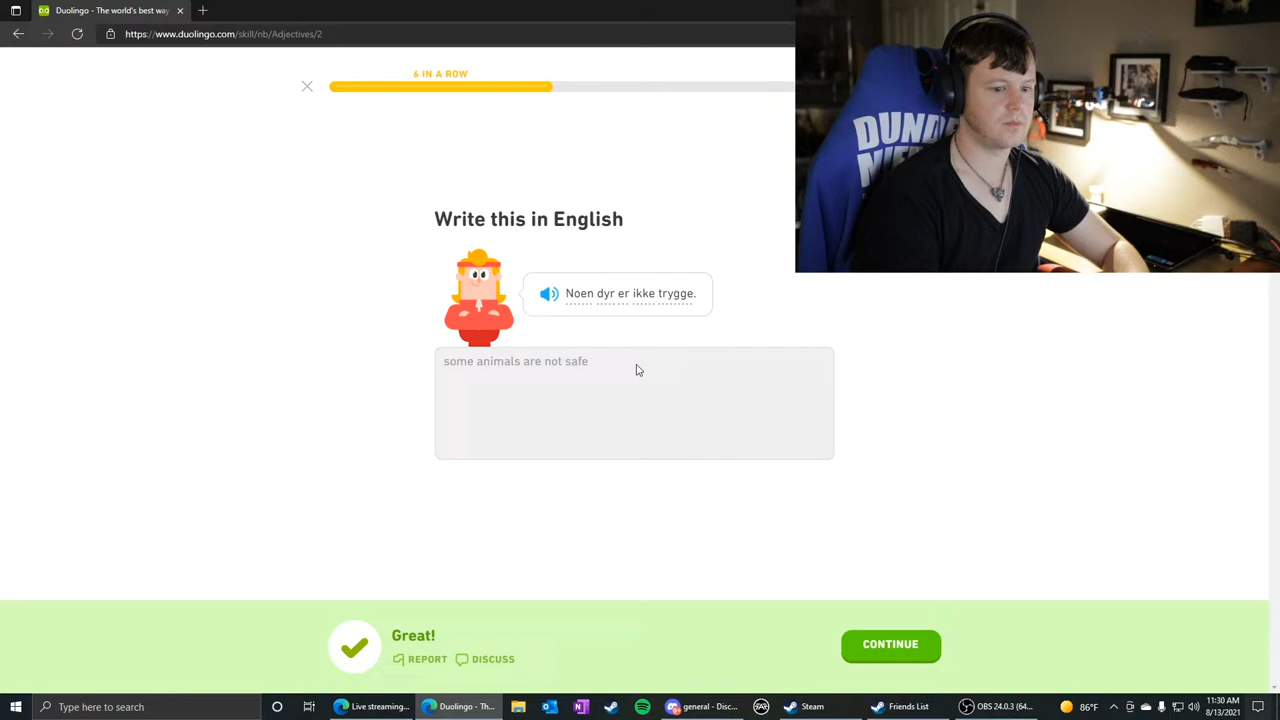 Duolingo - The world's best way
https://www.duolingo.com/skill/nb/Adjectives/2
6 IN A ROW
Write this in English
Noen dyr er ikke trygge.
some animals are not safe
Great!
REPORT
DISCUSS
CONTINUE
Type here to search
Live streaming...
Duolingo - Th...
general - Disc...
Steam
Friends List
OBS 24.0.3 (64...
86°F
11:30 AM
8/13/2021